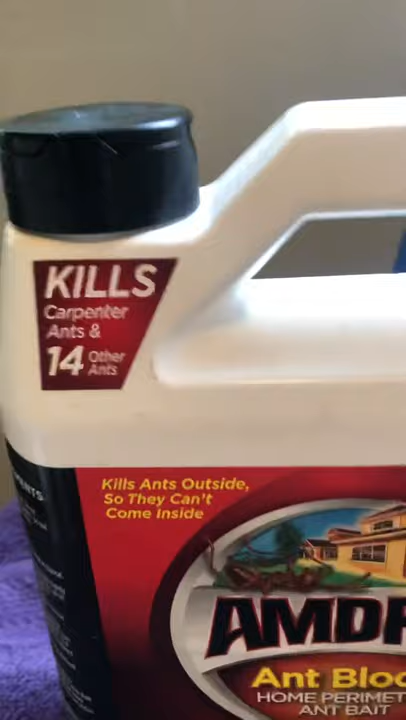 KILLS
Carpenter
Ants &
14 Other
Ants
Kills Ants Outside,
So They Can't
Come Inside
AMDR
Ant Bloc
HOME PERIMET
ANT BAIT